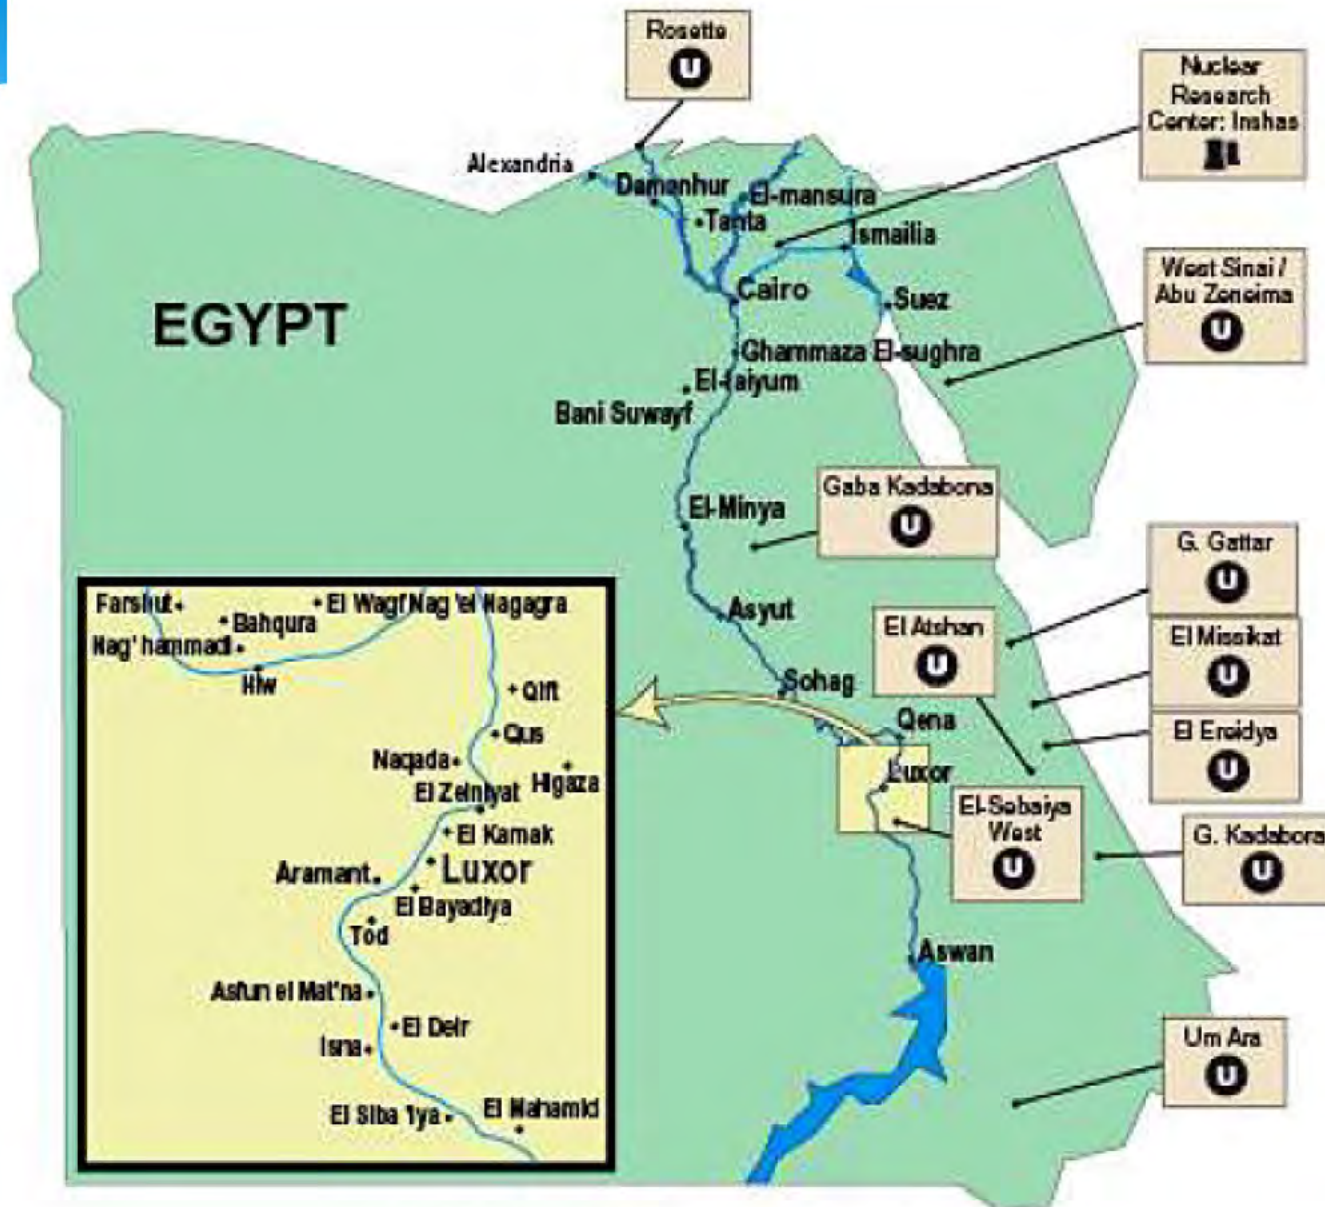 Rosette
U
Nuclear
Research
Center: Inshas
Alexandria
Damanhur
El-mansura
Tanta
Ismailia
West Sinai /
Abu Zeneima
U
Cairo
Suez
EGYPT
Ghammaza El-sughra
El-faiyum
Bani Suwayf
Gaba Kadabona
U
El-Minya
G. Gattar
U
Asyut
El Atshan
U
El Missikat
U
Sohag
Qena
El Ereidya
U
Luxor
El-Sebaiya
West
U
G. Kadabora
U
Aswan
Um Ara
U
Farshut
El Wagf
Nag 'el Nagagra
Bahqura
Nag' hammadi
Hiw
Qift
Qus
Naqada
Higaza
El Zeiniyat
El Karnak
Luxor
Aramant
El Bayadiya
Tod
Asfun el Mat'na
El Deir
Isna
El Siba 'iya
El Mahamid